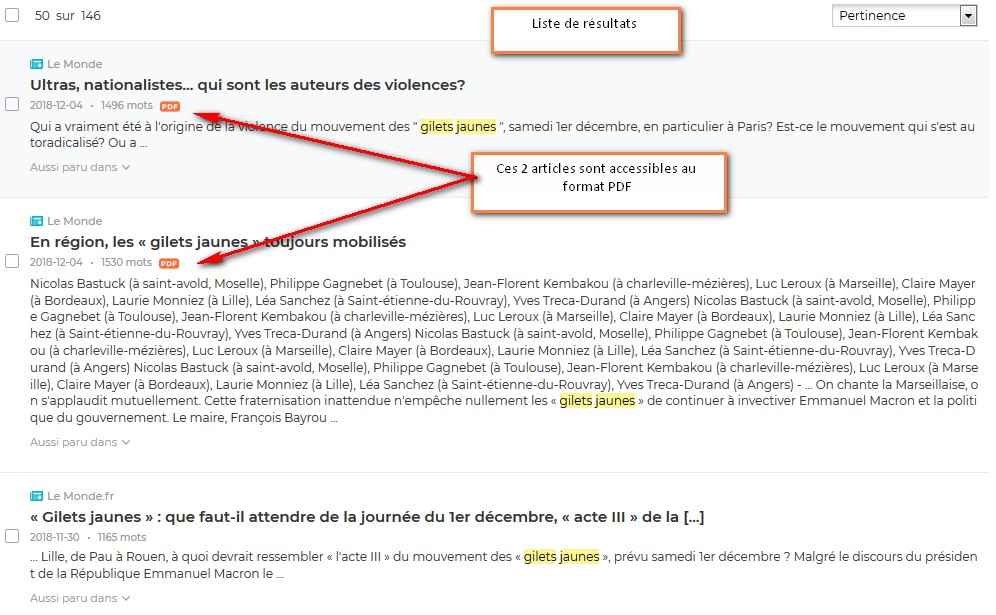 50 sur 146
Liste de résultats
Pertinence
Le Monde
Ultras, nationalistes... qui sont les auteurs des violences?
2018-12-04 • 1496 mots PDF
Qui a vraiment été à l'origine de la violence du mouvement des " gilets jaunes ", samedi 1er décembre, en particulier à Paris? Est-ce le mouvement qui s'est au
toradicalisé? Ou a ...
Ces 2 articles sont accessibles au
format PDF
Aussi paru dans
Le Monde
En région, les « gilets jaunes » toujours mobilisés
2018-12-04 • 1530 mots PDF
Nicolas Bastuck (à saint-avold, Moselle), Philippe Gagnebet (à Toulouse), Jean-Florent Kembakou (à charleville-mézières), Luc Leroux (à Marseille), Claire Mayer
(à Bordeaux), Laurie Monniez (à Lille), Léa Sanchez (à Saint-étienne-du-Rouvray), Yves Treca-Durand (à Angers) Nicolas Bastuck (à saint-avold, Moselle), Philipp
e Gagnebet (à Toulouse), Jean-Florent Kembakou (à charleville-mézières), Luc Leroux (à Marseille), Claire Mayer (à Bordeaux), Laurie Monniez (à Lille), Léa Sanc
hez (à Saint-étienne-du-Rouvray), Yves Treca-Durand (à Angers) Nicolas Bastuck (à saint-avold, Moselle), Philippe Gagnebet (à Toulouse), Jean-Florent Kembak
ou (à charleville-mézières), Luc Leroux (à Marseille), Claire Mayer (à Bordeaux), Laurie Monniez (à Lille), Léa Sanchez (à Saint-étienne-du-Rouvray), Yves Treca-D
urand (à Angers) Nicolas Bastuck (à saint-avold, Moselle), Philippe Gagnebet (à Toulouse), Jean-Florent Kembakou (à charleville-mézières), Luc Leroux (à Marse
ille), Claire Mayer (à Bordeaux), Laurie Monniez (à Lille), Léa Sanchez (à Saint-étienne-du-Rouvray), Yves Treca-Durand (à Angers) - ... On chante la Marseillaise, o
n s'applaudit mutuellement. Cette fraternisation inattendue n'empêche nullement les « gilets jaunes » de continuer à invectiver Emmanuel Macron et la politi
que du gouvernement. Le maire, François Bayrou ...
Aussi paru dans
Le Monde.fr
« Gilets jaunes » : que faut-il attendre de la journée du 1er décembre, « acte III » de la [...]
2018-11-30 • 1165 mots
... Lille, de Pau à Rouen, à quoi devrait ressembler « l'acte III » du mouvement des « gilets jaunes », prévu samedi 1er décembre ? Malgré le discours du présiden
t de la République Emmanuel Macron le ...
Aussi paru dans